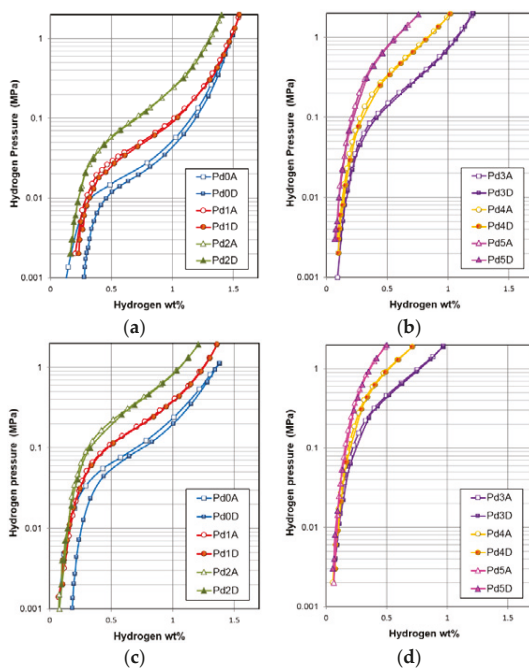 Hydrogen Pressure (MPa)
1
0.1
0.01
0.001
Pd0A
Pd0D
Pd1A
Pd1D
Pd2A
Pd2D
0 0.5 1 1.5
Hydrogen wt%
(a)
Hydrogen Pressure (MPa)
1
0.1
0.01
0.001
Pd3A
Pd3D
Pd4A
Pd4D
Pd5A
Pd5D
0 0.5 1 1.5
Hydrogen wt%
(b)
Hydrogen pressure (MPa)
1
0.1
0.01
0.001
Pd0A
Pd0D
Pd1A
Pd1D
Pd2A
Pd2D
0 0.5 1 1.5
Hydrogen wt%
(c)
Hydrogen pressure (MPa)
1
0.1
0.01
0.001
Pd3A
Pd3D
Pd4A
Pd4D
Pd5A
Pd5D
0 0.5 1 1.5
Hydrogen wt%
(d)